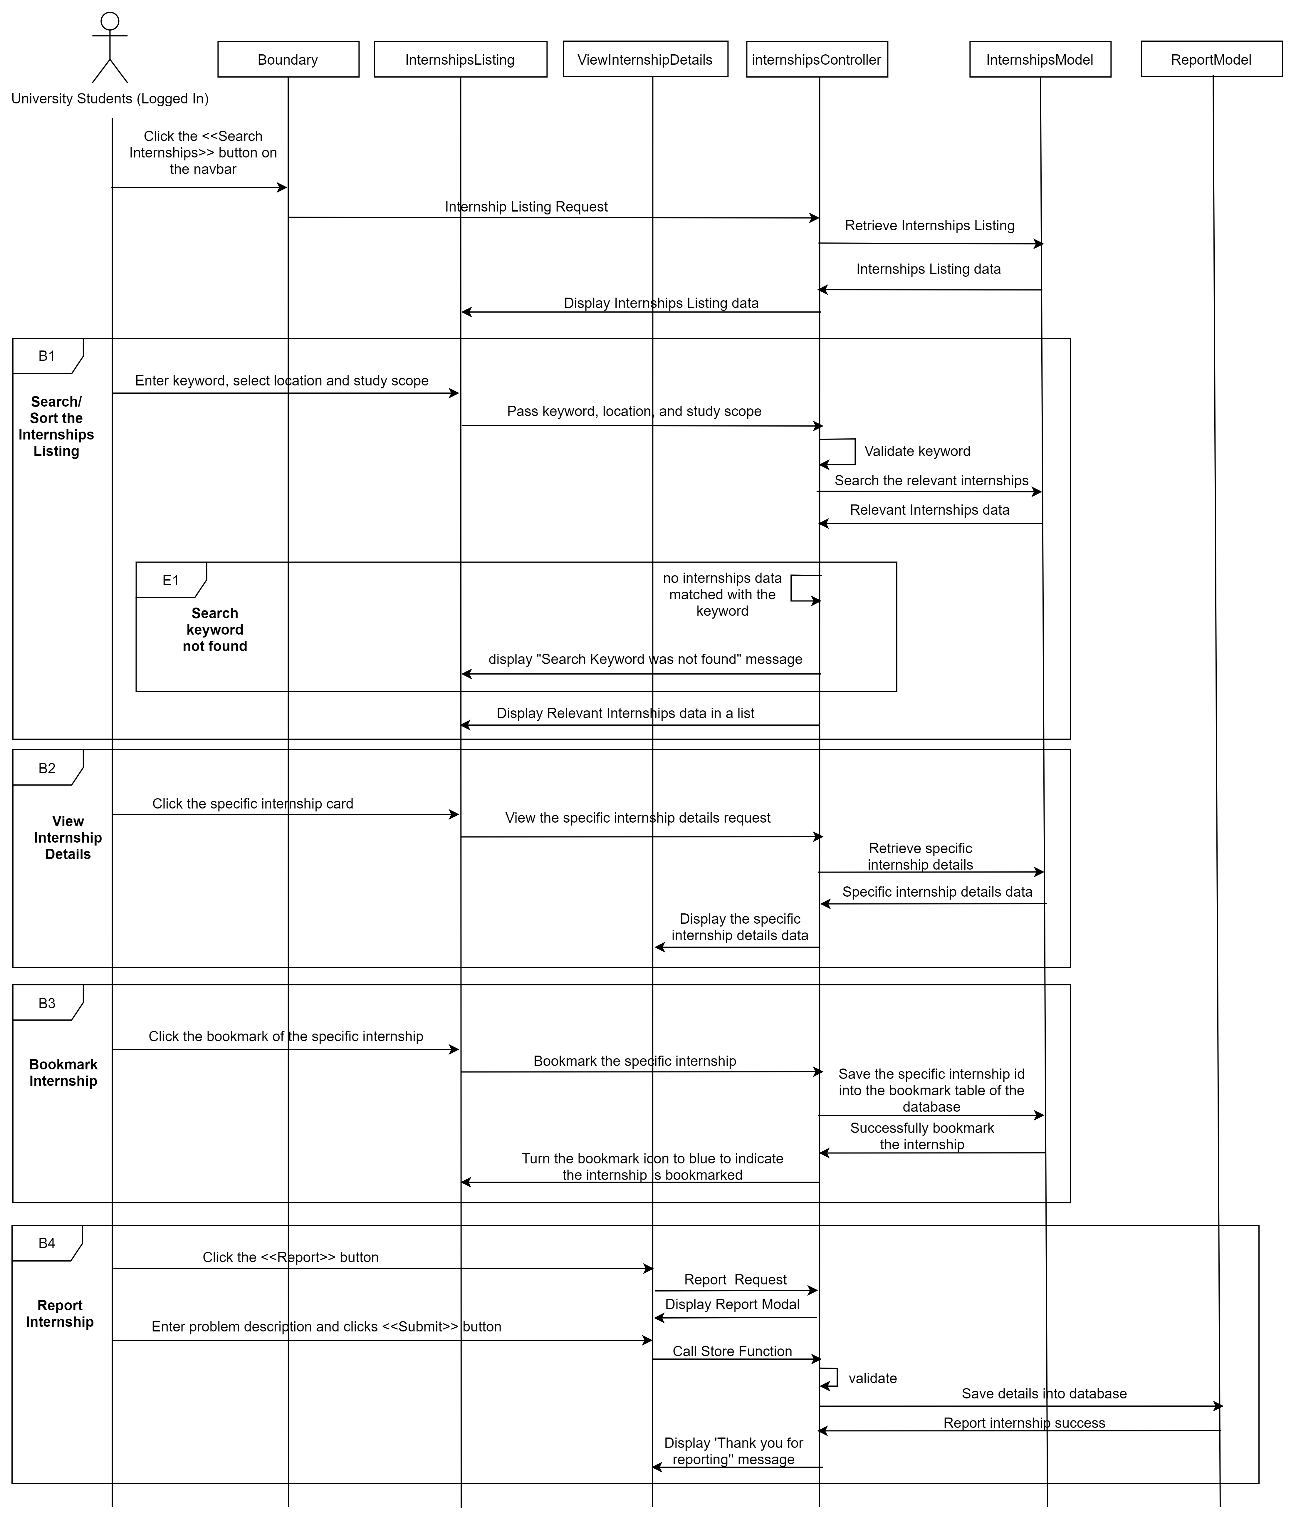 Boundary
InternshipsListing
ViewInternshipDetails
internshipsController
InternshipsModel
ReportModel
University Students (Logged In)
Click the <<Search
Internships>> button on
the navbar
Internship Listing Request
Retrieve Internships Listing
Internships Listing data
Display Internships Listing data
B1
Search/
Sort the
Internships
Listing
Enter keyword, select location and study scope
Pass keyword, location, and study scope
Validate keyword
Search the relevant internships
Relevant Internships data
E1
Search
keyword
not found
no internships data
matched with the
keyword
display "Search Keyword was not found" message
Display Relevant Internships data in a list
B2
View
Internship
Details
Click the specific internship card
View the specific internship details request
Retrieve specific
internship details
Specific internship details data
Display the specific
internship details data
B3
Bookmark
Internship
Click the bookmark of the specific internship
Bookmark the specific internship
Save the specific internship id
into the bookmark table of the
database
Successfully bookmark
the internship
Turn the bookmark icon to blue to indicate
the internship is bookmarked
B4
Report
Internship
Click the <<Report>> button
Report  Request
Display Report Modal
Enter problem description and clicks <<Submit>> button
Call Store Function
validate
Save details into database
Report internship success
Display 'Thank you for
reporting" message